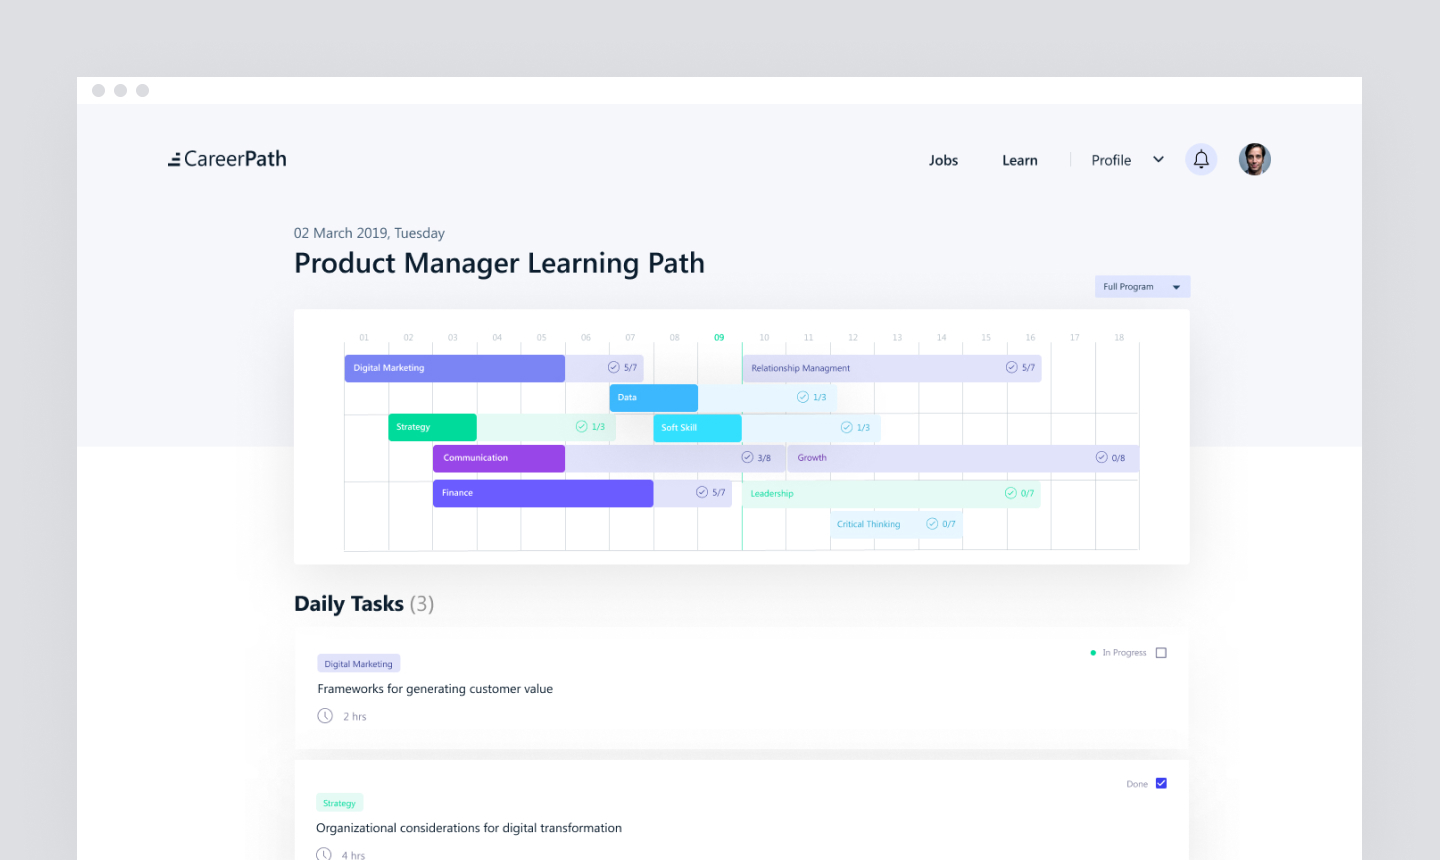 CareerPath
Jobs
Learn
Profile
02 March 2019, Tuesday
Product Manager Learning Path
Full Program
01 02 03 04 05 06 07 08 09 10 11 12 13 14 15 16 17 18
Digital Marketing 5/7
Relationship Managment 5/7
Data 1/3
Strategy 1/3
Soft Skill 1/3
Communication 3/8
Growth 0/8
Finance 5/7
Leadership 0/7
Critical Thinking 0/7
Daily Tasks (3)
In Progress
Digital Marketing
Frameworks for generating customer value
2 hrs
Done
Strategy
Organizational considerations for digital transformation
4 hrs